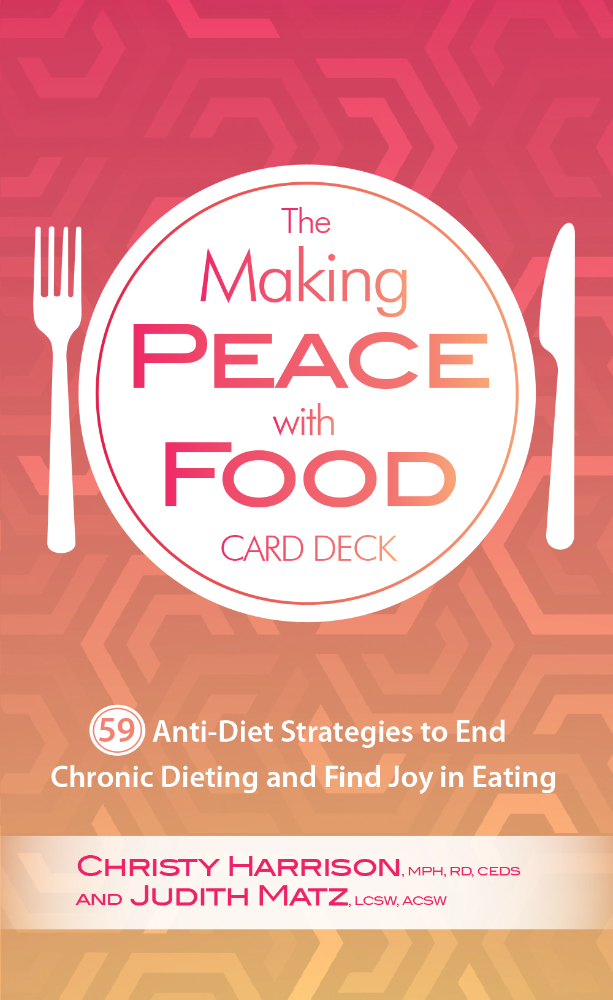 The
Making
PEACE
with
FOOD
CARD DECK
59 Anti-Diet Strategies to End
Chronic Dieting and Find Joy in Eating
CHRISTY HARRISON, MPH, RD, CEDS
AND JUDITH MATZ, LCSW, ACSW